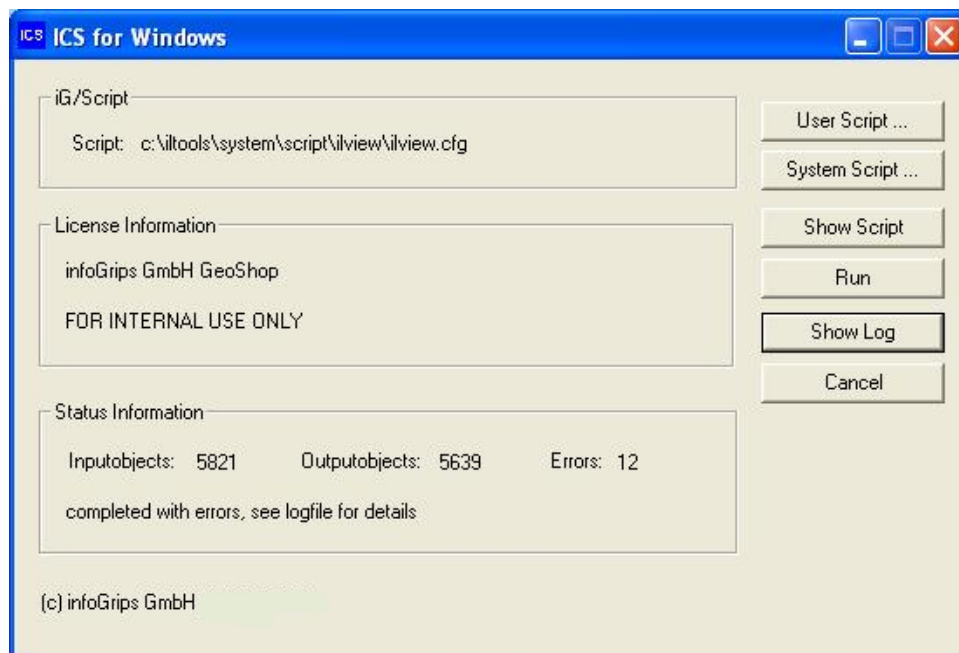 ICS ICS for Windows
iG/Script
Script: c:\iltools\system\script\ilview\ilview.cfg
User Script ...
System Script ...
License Information
infoGrips GmbH GeoShop
FOR INTERNAL USE ONLY
Show Script
Run
Show Log
Cancel
Status Information
Inputobjects: 5821 Outputobjects: 5639 Errors: 12
completed with errors, see logfile for details
(c) infoGrips GmbH